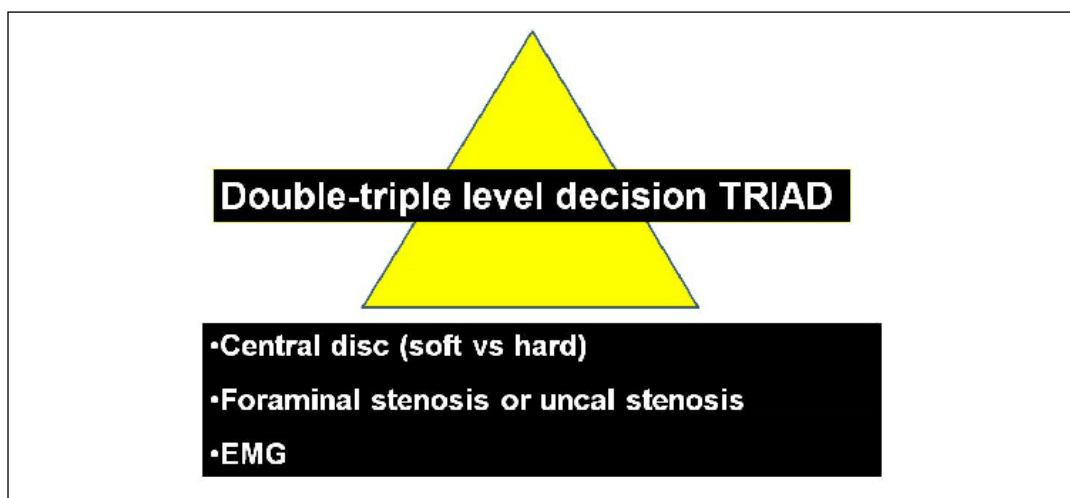 Double-triple level decision TRIAD
•Central disc (soft vs hard)
•Foraminal stenosis or uncal stenosis
•EMG